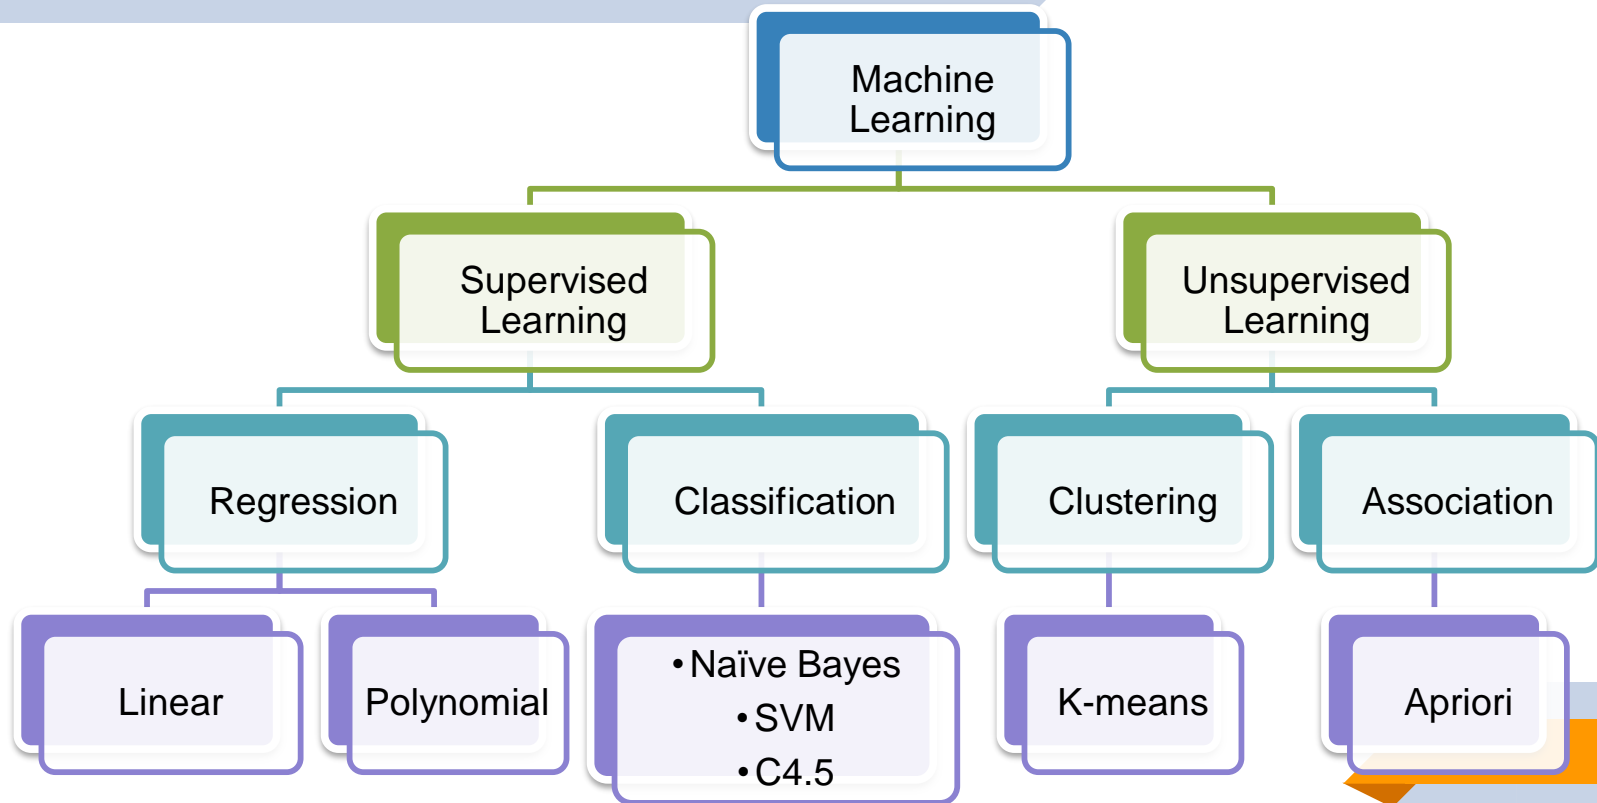 Machine
Learning
Supervised
Learning
Unsupervised
Learning
Regression
Classification
Clustering
Association
Linear
Polynomial
•Naïve Bayes
•SVM
•C4.5
K-means
Apriori